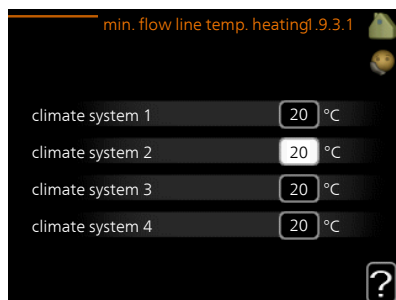 min. flow line temp. heating1.9.3.1
climate system 1 20 °C
climate system 2 20 °C
climate system 3 20 °C
climate system 4 20 °C
?